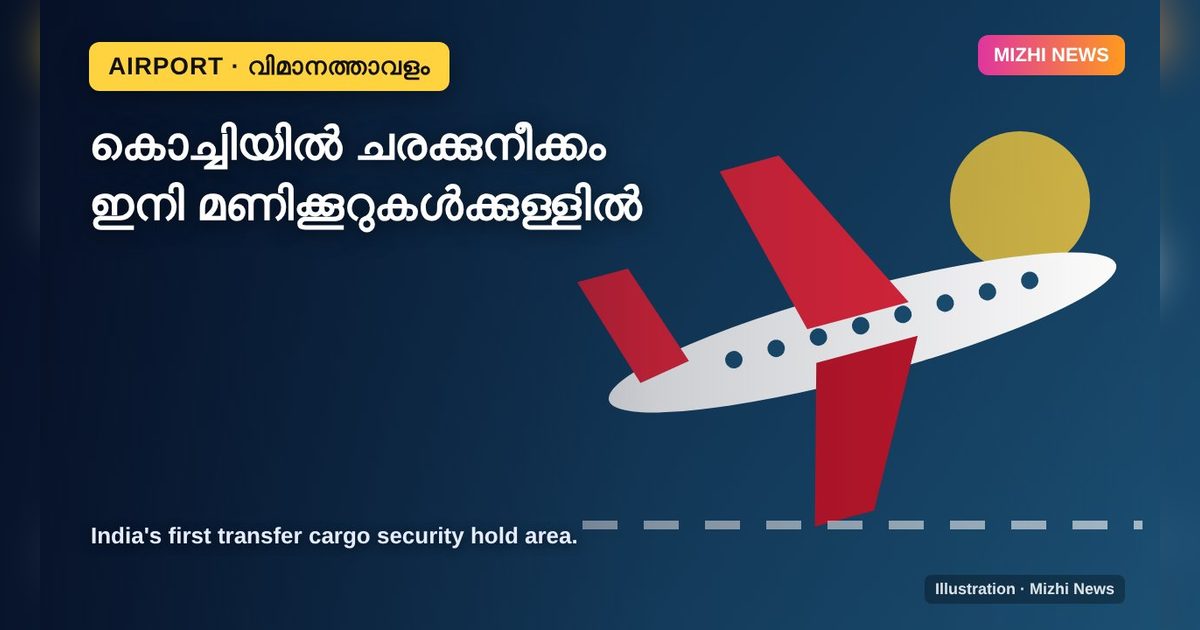 AIRPORT · വിമാനത്താവളം
MIZHI NEWS
കൊച്ചിയിൽ ചരക്കുനീക്കം
ഇനി മണിക്കൂറുകൾക്കുള്ളിൽ
India's first transfer cargo security hold area.
Illustration · Mizhi News